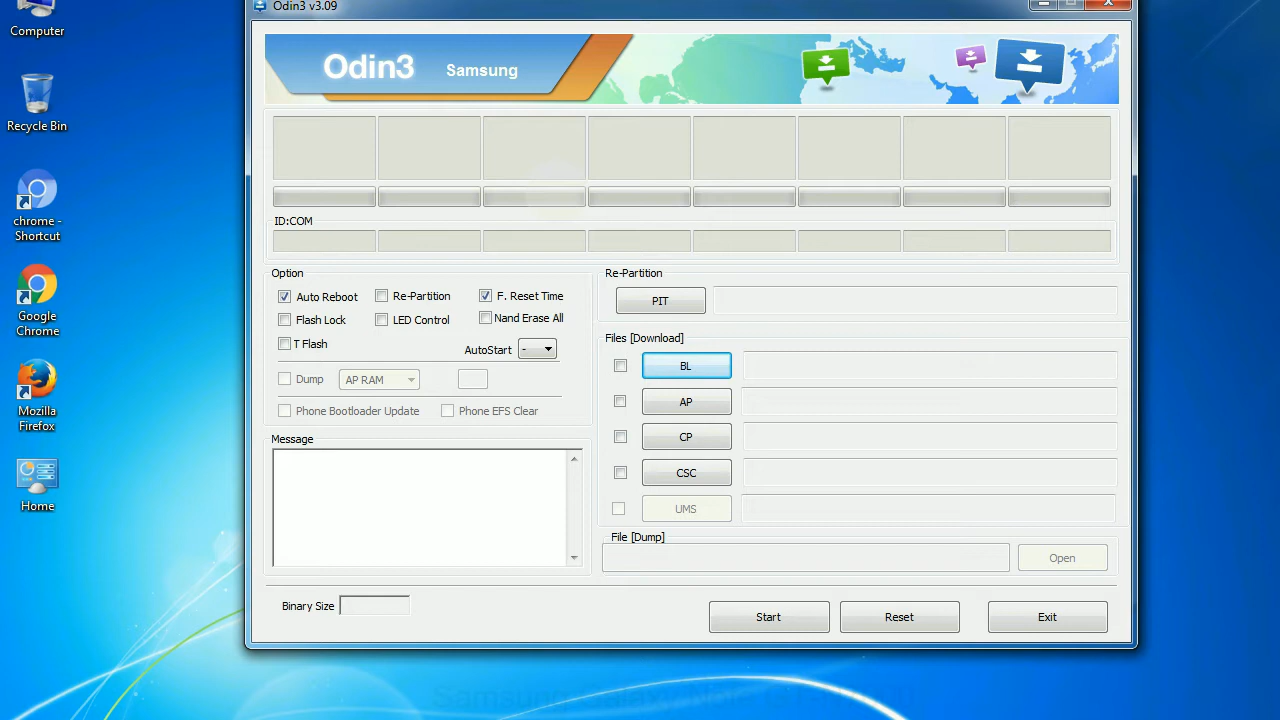 Computer
Recycle Bin
chrome -
Shortcut
Google
Chrome
Mozilla
Firefox
Home
Odin3 v3.09
Odin3 Samsung
ID:COM
Option
Auto Reboot
Re-Partition
F. Reset Time
Flash Lock
LED Control
Nand Erase All
T Flash
AutoStart -
Dump
AP RAM
Phone Bootloader Update
Phone EFS Clear
Message
Re-Partition
PIT
Files [Download]
BL
AP
CP
CSC
UMS
File [Dump]
Open
Binary Size
Start
Reset
Exit
Samsung Galaxy Note